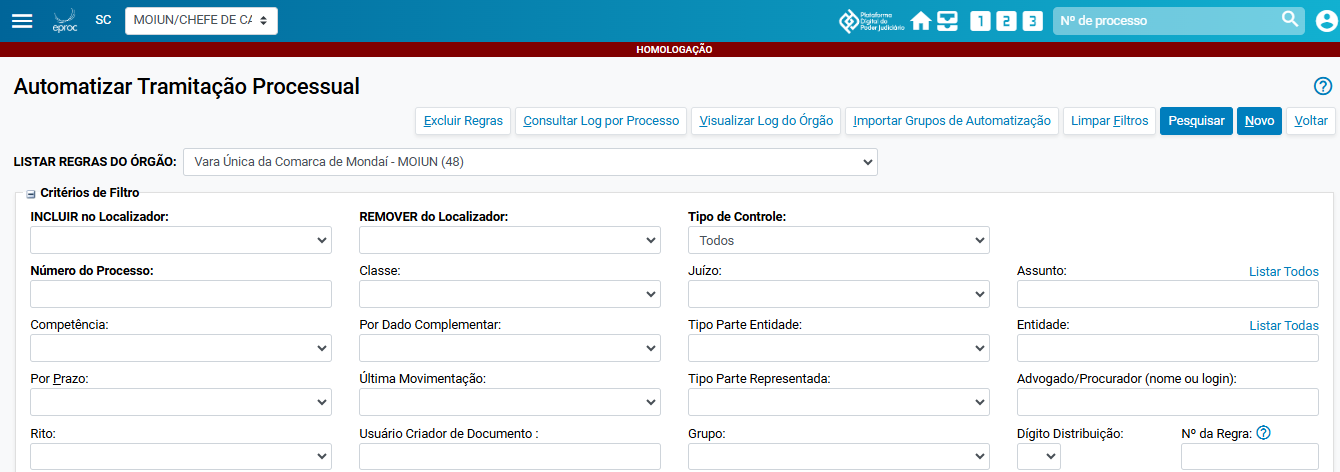 eproc SC MOIUN/CHEFE DE CA Plataforma Digital do Poder Judiciário 1 2 3 Nº de processo
HOMOLOGAÇÃO
Automatizar Tramitação Processual
Excluir Regras Consultar Log por Processo Visualizar Log do Órgão Importar Grupos de Automatização Limpar Filtros Pesquisar Novo Voltar
LISTAR REGRAS DO ÓRGÃO: Vara Única da Comarca de Mondaí - MOIUN (48)
Critérios de Filtro
INCLUIR no Localizador: REMOVER do Localizador: Tipo de Controle:
Todos
Número do Processo: Classe: Juízo: Assunto: Listar Todos
Competência: Por Dado Complementar: Tipo Parte Entidade: Entidade: Listar Todas
Por Prazo: Última Movimentação: Tipo Parte Representada: Advogado/Procurador (nome ou login):
Rito: Usuário Criador de Documento : Grupo: Dígito Distribuição: Nº da Regra: ?